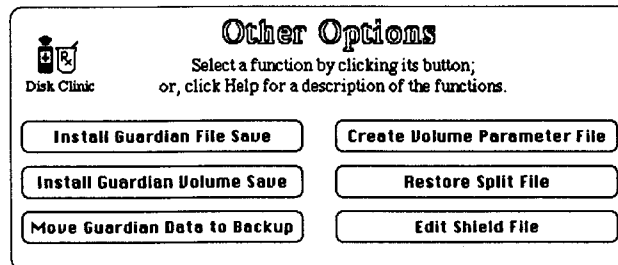 Other Options
Select a function by clicking its button;
or, click Help for a description of the functions.
Rx
Disk Clinic
Install Guardian File Save
Create Volume Parameter File
Install Guardian Volume Save
Restore Split File
Move Guardian Data to Backup
Edit Shield File